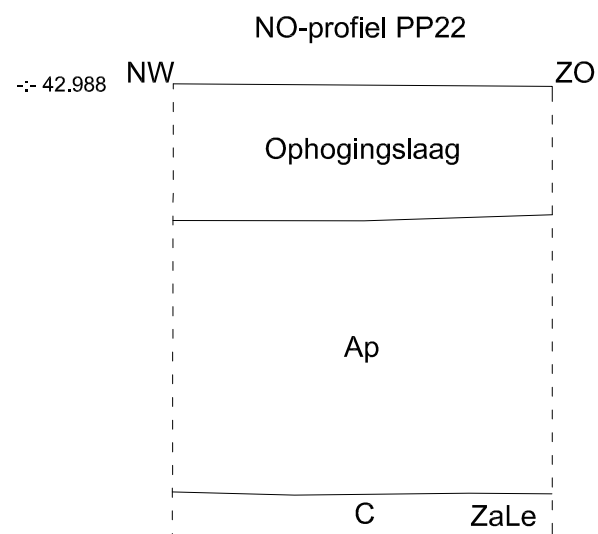 NO-profiel PP22
NW ZO
-:- 42.988
Ophogingslaag
Ap
C ZaLe